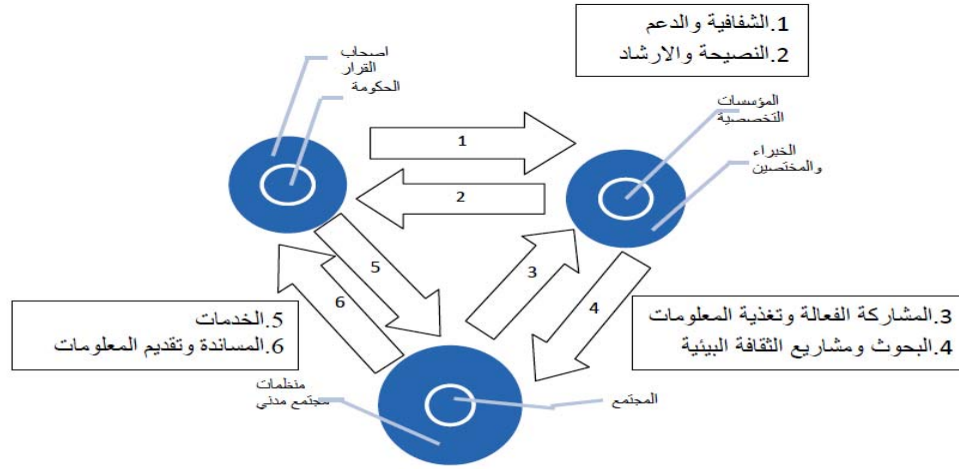 1.الشفافية والدعم
2.النصيحة والارشاد
اصحاب
القرار
الحكومة
المؤسسات
التخصصية
الخبراء
والمختصين
1
2
5
3
6
4
5.الخدمات
6.المساندة وتقديم المعلومات
3.المشاركة الفعالة وتغذية المعلومات
4.البحوث ومشاريع الثقافة البيئية
منظمات
مجتمع مدني
المجتمع